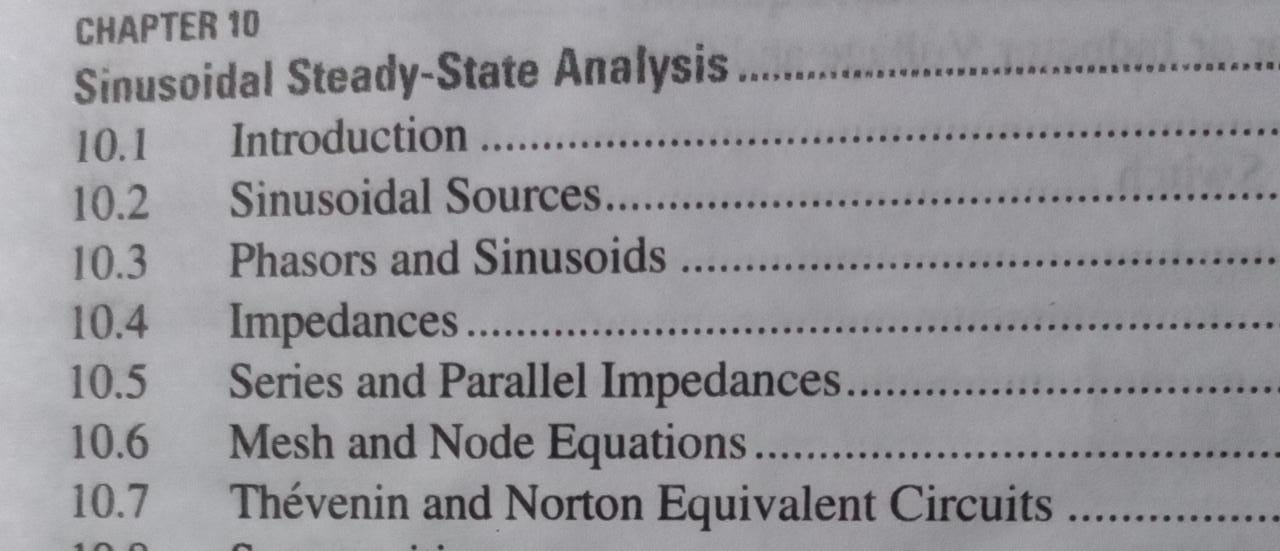 CHAPTER 10
Sinusoidal Steady-State Analysis
10.1 Introduction
10.2 Sinusoidal Sources
10.3 Phasors and Sinusoids
10.4 Impedances
10.5 Series and Parallel Impedances
10.6 Mesh and Node Equations
10.7 Thévenin and Norton Equivalent Circuits